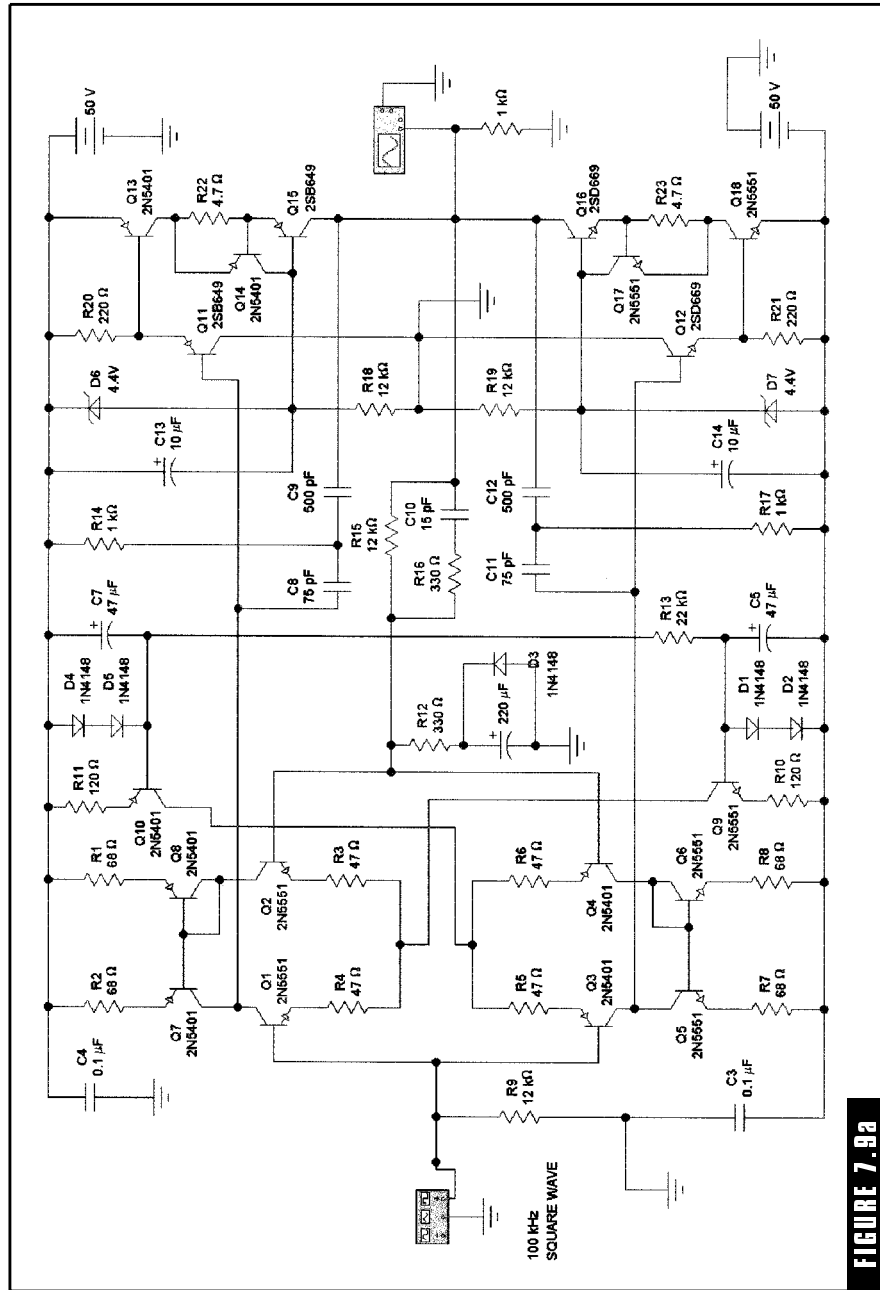 C4
0.1 µF
R2
68 Ω
Q7
2N5401
R1
68 Ω
Q8
2N5401
R11
120 Ω
Q10
2N5401
D4
1N4148
D5
1N4148
C7
47 µF
R14
1 kΩ
C13
10 µF
D6
4.4V
R20
220 Ω
Q11
2SB649
Q13
2N5401
R22
4.7 Ω
Q14
2N5401
Q15
2SB649
50 V
Q1
2N5551
R4
47 Ω
Q2
2N5551
R3
47 Ω
C8
75 pF
C9
500 pF
R18
12 kΩ
R15
12 kΩ
C10
15 pF
R16
330 Ω
R12
330 Ω
220 µF
D3
1N4148
R19
12 kΩ
1 kΩ
100 kHz
SQUARE WAVE
R9
12 kΩ
R5
47 Ω
Q3
2N5401
R6
47 Ω
Q4
2N5401
C11
75 pF
C12
500 pF
Q5
2N5551
R7
68 Ω
Q6
2N5551
R8
68 Ω
Q9
2N5551
R10
120 Ω
D1
1N4148
D2
1N4148
R13
22 kΩ
C5
47 µF
R17
1 kΩ
C14
10 µF
D7
4.4V
Q12
2SD669
R21
220 Ω
Q16
2SD669
Q17
2N5551
R23
4.7 Ω
Q18
2N5551
50 V
C3
0.1 µF
FIGURE 7.9a